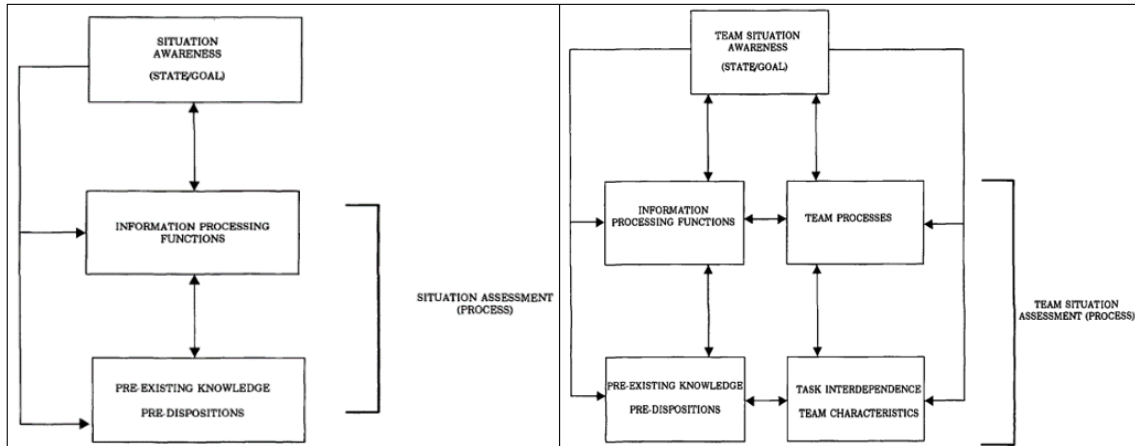 SITUATION
AWARENESS
(STATE/GOAL)
INFORMATION PROCESSING
FUNCTIONS
SITUATION ASSESSMENT
(PROCESS)
PRE-EXISTING KNOWLEDGE
PRE-DISPOSITIONS
TEAM SITUATION
AWARENESS
(STATE/GOAL)
INFORMATION
PROCESSING FUNCTIONS
TEAM PROCESSES
TEAM SITUATION
ASSESSMENT (PROCESS)
PRE-EXISTING KNOWLEDGE
PRE-DISPOSITIONS
TASK INTERDEPENDENCE
TEAM CHARACTERISTICS